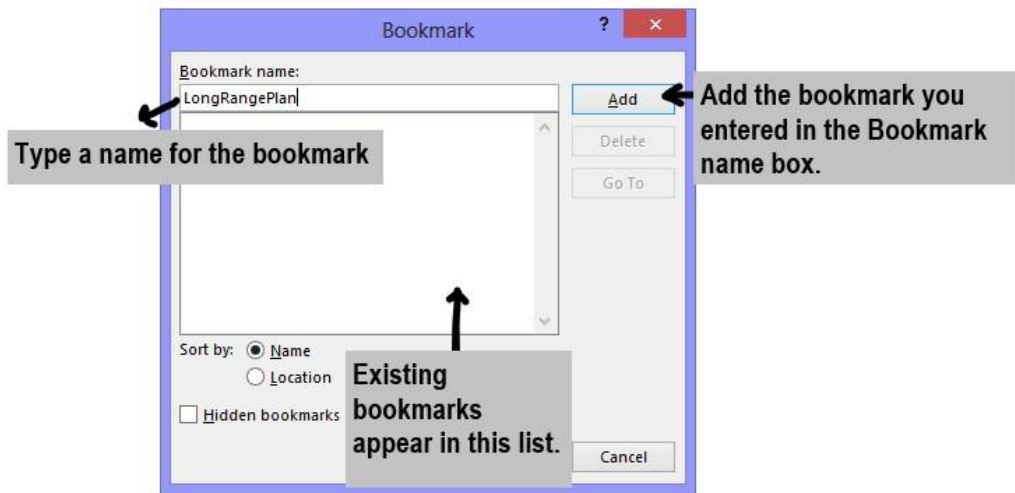 Bookmark
?
Bookmark name:
LongRangePlan
Add
Add the bookmark you
entered in the Bookmark
name box.
Type a name for the bookmark
Delete
Go To
Sort by:
Name
Location
Hidden bookmarks
Existing
bookmarks
appear in this list.
Cancel